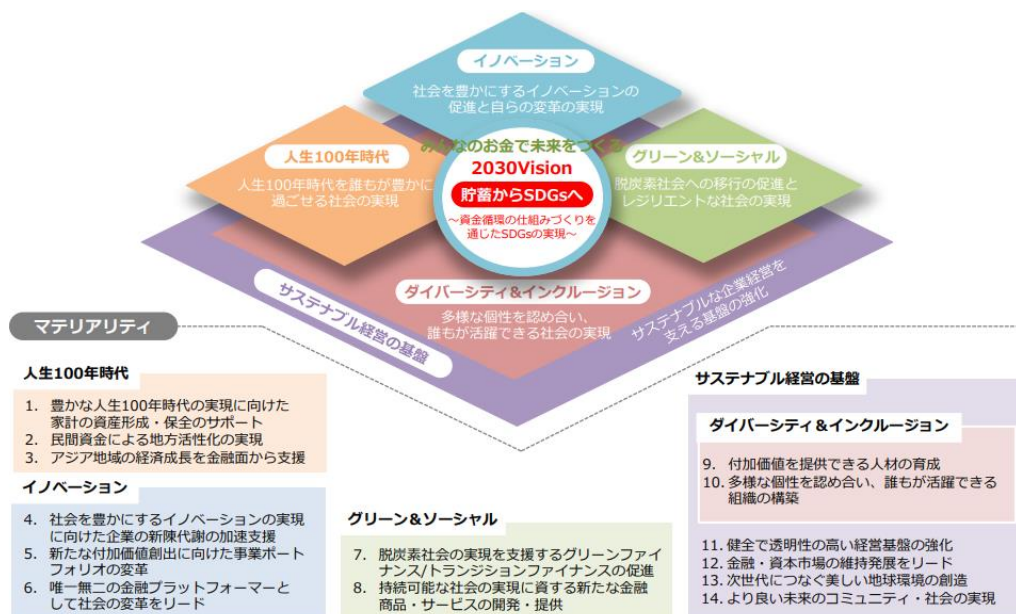 イノベーション
社会を豊かにするイノベーションの
促進と自らの変革の実現
人生100年時代
人生100年時代を誰もが豊かに
過ごせる社会の実現
みんなのお金で未来をつくる
2030Vision
貯蓄からSDGsへ
～資金循環の仕組みづくりを
通じたSDGsの実現～
グリーン&ソーシャル
脱炭素社会への移行の促進と
レジリエントな社会の実現
ダイバーシティ&インクルージョン
多様な個性を認め合い、
誰もが活躍できる社会の実現
サステナブル経営の基盤
サステナブルな企業経営を
支える基盤の強化
マテリアリティ
人生100年時代
1. 豊かな人生100年時代の実現に向けた
家計の資産形成・保全のサポート
2. 民間資金による地方活性化の実現
3. アジア地域の経済成長を金融面から支援
イノベーション
4. 社会を豊かにするイノベーションの実現
に向けた企業の新陳代謝の加速支援
5. 新たな付加価値創出に向けた事業ポート
フォリオの変革
6. 唯一無二の金融プラットフォーマーと
して社会の変革をリード
グリーン&ソーシャル
7. 脱炭素社会の実現を支援するグリーンファイ
ナンス/トランジションファイナンスの促進
8. 持続可能な社会の実現に資する新たな金融
商品・サービスの開発・提供
サステナブル経営の基盤
ダイバーシティ&インクルージョン
9. 付加価値を提供できる人材の育成
10. 多様な個性を認め合い、誰もが活躍できる
組織の構築
11. 健全で透明性の高い経営基盤の強化
12. 金融・資本市場の維持発展をリード
13. 次世代につなぐ美しい地球環境の創造
14. より良い未来のコミュニティ・社会の実現